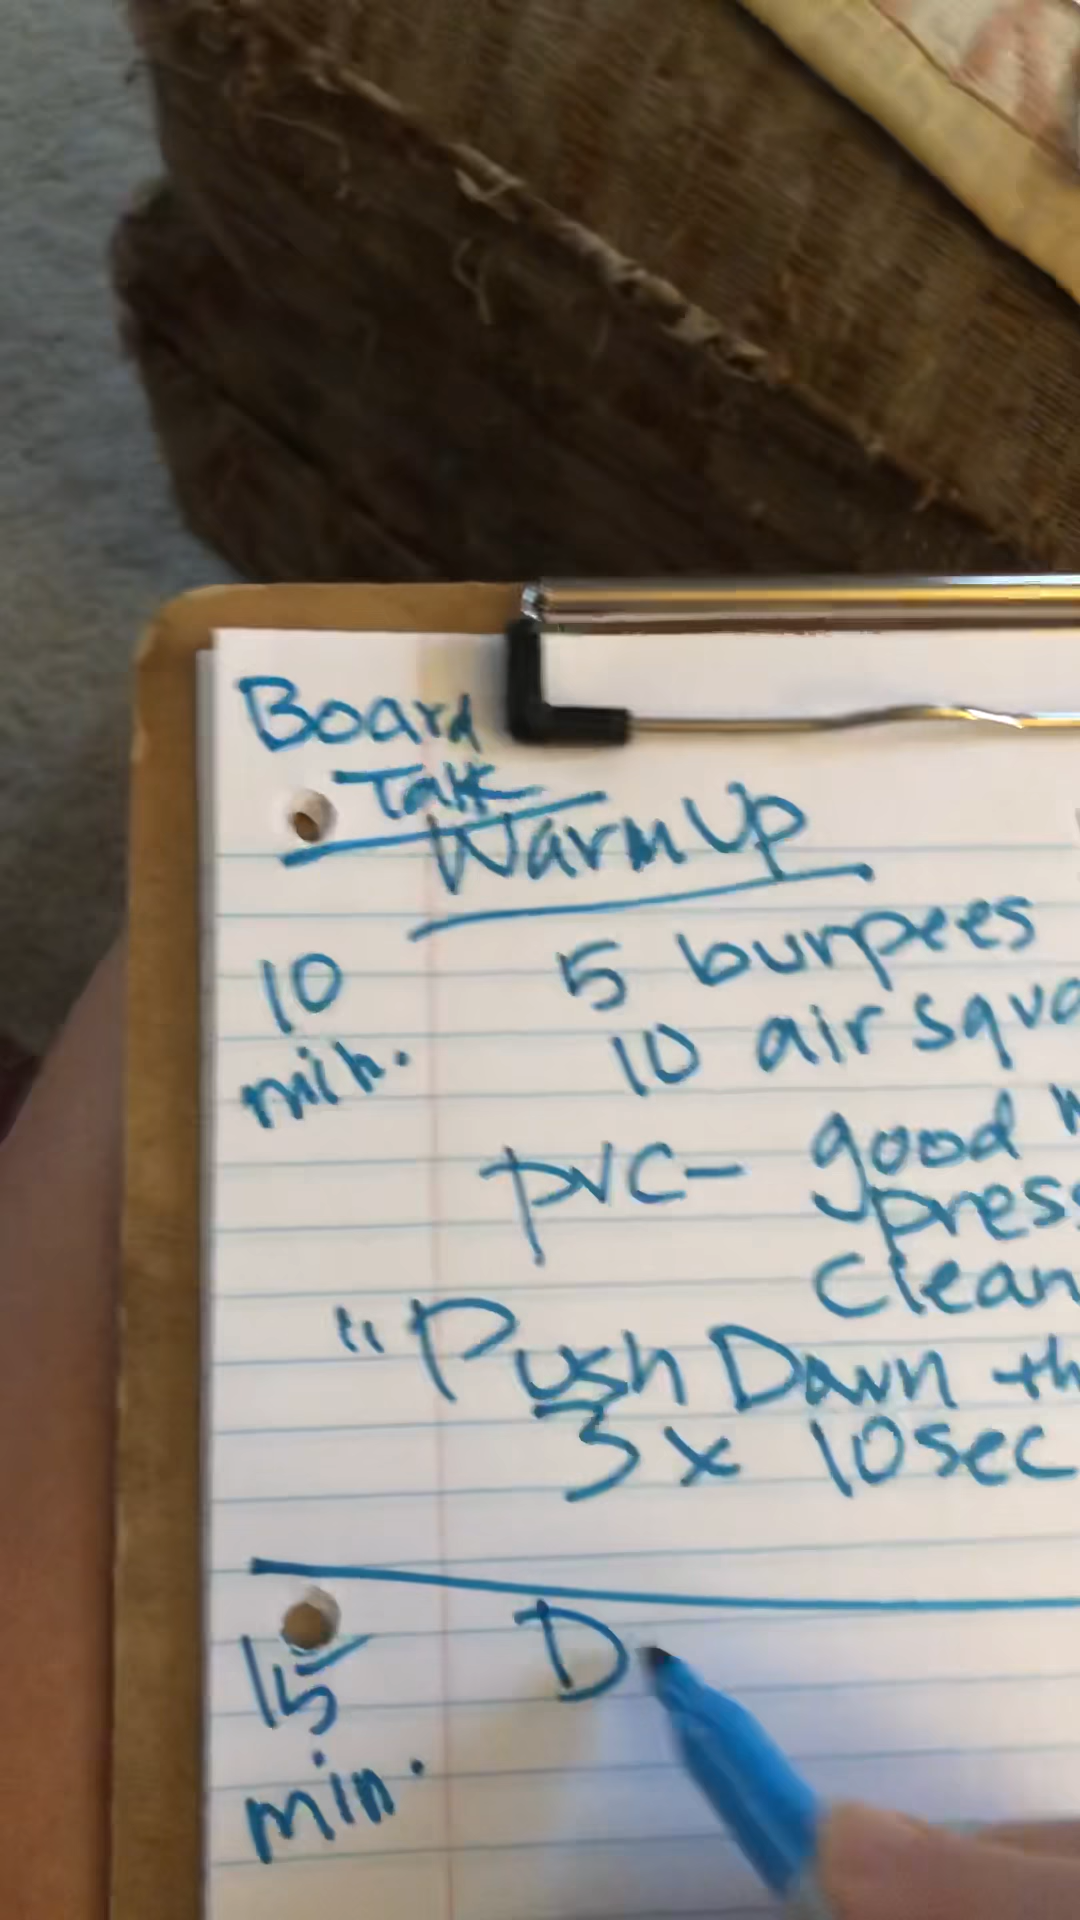 Board
Talk
Warm Up
10 min.
5 burpees
10 air squa
PVC- good
press
clean
"Push Down th
3 x 10 sec
15 min.
D